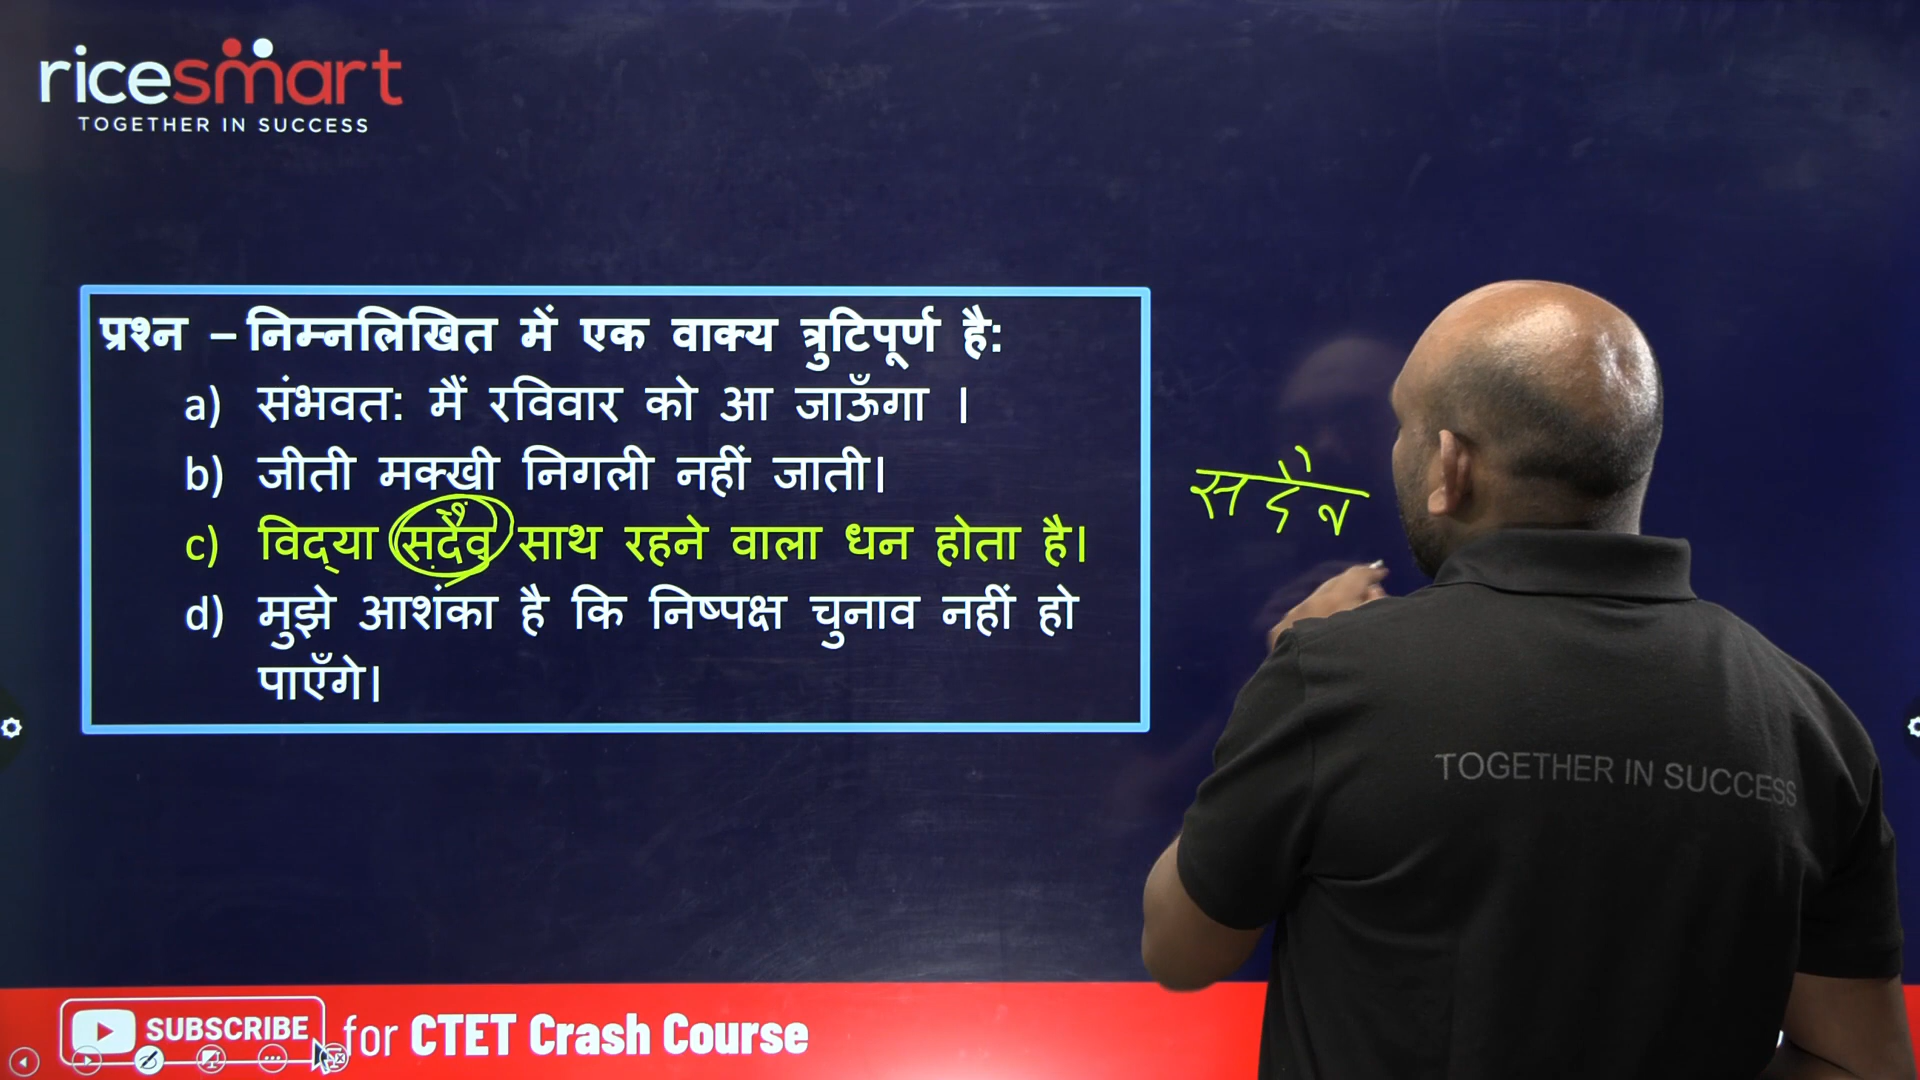 ricesmart
TOGETHER IN SUCCESS
प्रश्न – निम्नलिखित में एक वाक्य त्रुटिपूर्ण है:
a) संभवत: मैं रविवार को आ जाऊँगा ।
b) जीती मक्खी निगली नहीं जाती।
c) विद्‌या सदैव साथ रहने वाला धन होता है।
d) मुझे आशंका है कि निष्पक्ष चुनाव नहीं हो
पाएँगे।
सदैव
TOGETHER IN SUCCESS
SUBSCRIBE for CTET Crash Course